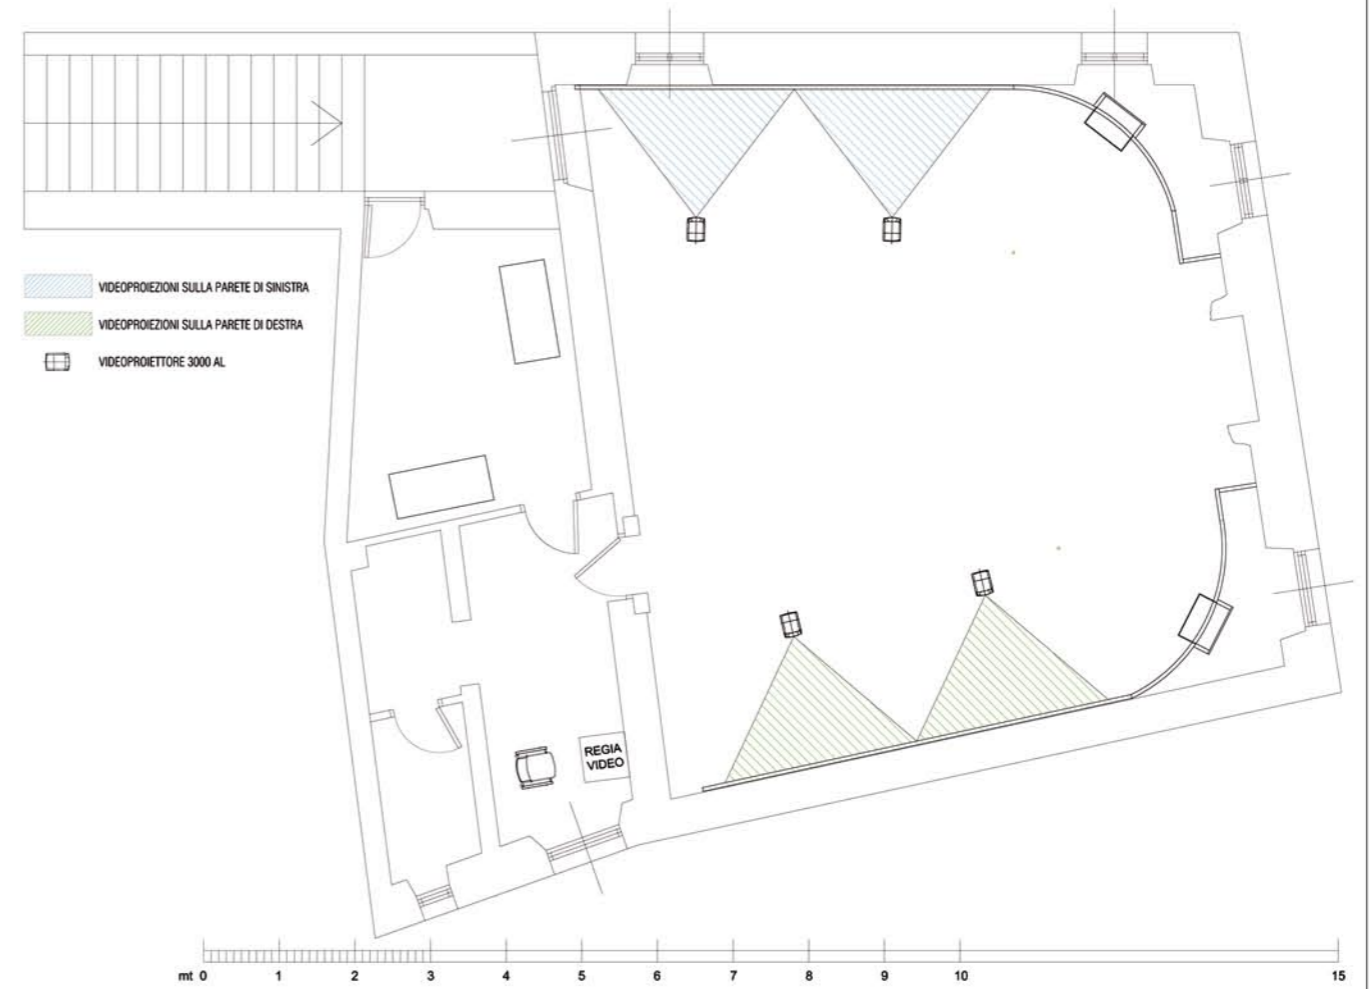 VIDEOPROIEZIONI SULLA PARETE DI SINISTRA
VIDEOPROIEZIONI SULLA PARETE DI DESTRA
VIDEOPROIETTORE 3000 AL
REGIA
VIDEO
mt 0 1 2 3 4 5 6 7 8 9 10 15